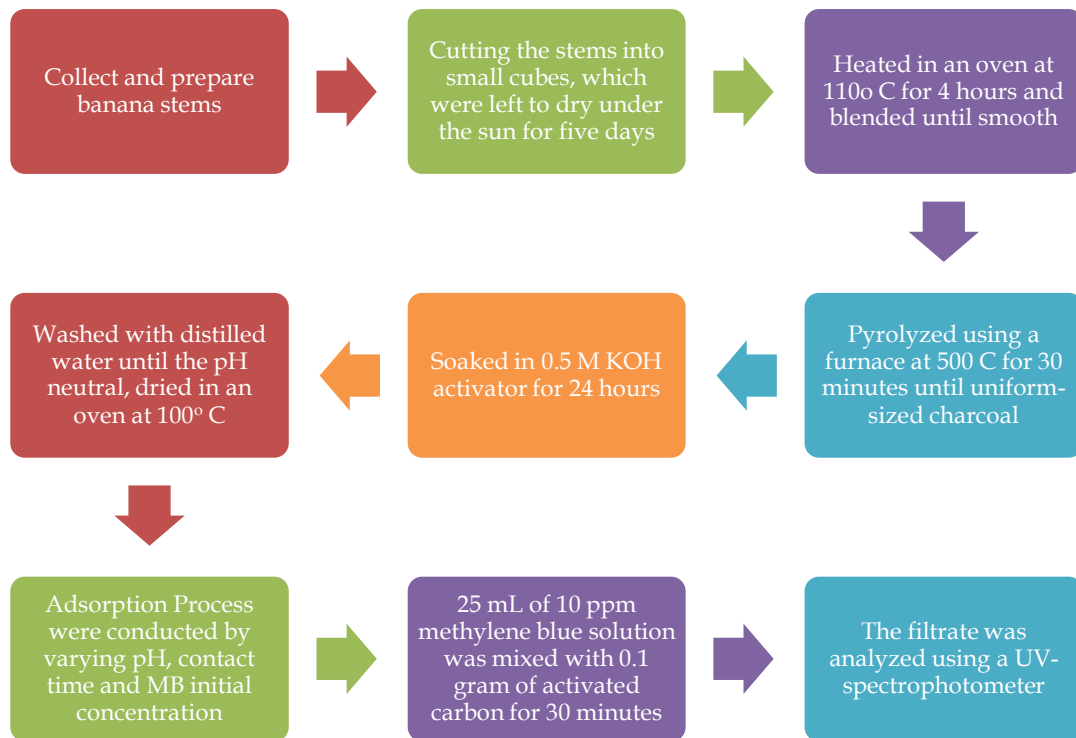 Collect and prepare
banana stems
Cutting the stems into
small cubes, which
were left to dry under
the sun for five days
Heated in an oven at
110o C for 4 hours and
blended until smooth
Pyrolyzed using a
furnace at 500 C for 30
minutes until uniform-
sized charcoal
Soaked in 0.5 M KOH
activator for 24 hours
Washed with distilled
water until the pH
neutral, dried in an
oven at 100º C
Adsorption Process
were conducted by
varying pH, contact
time and MB initial
concentration
25 mL of 10 ppm
methylene blue solution
was mixed with 0.1
gram of activated
carbon for 30 minutes
The filtrate was
analyzed using a UV-
spectrophotometer